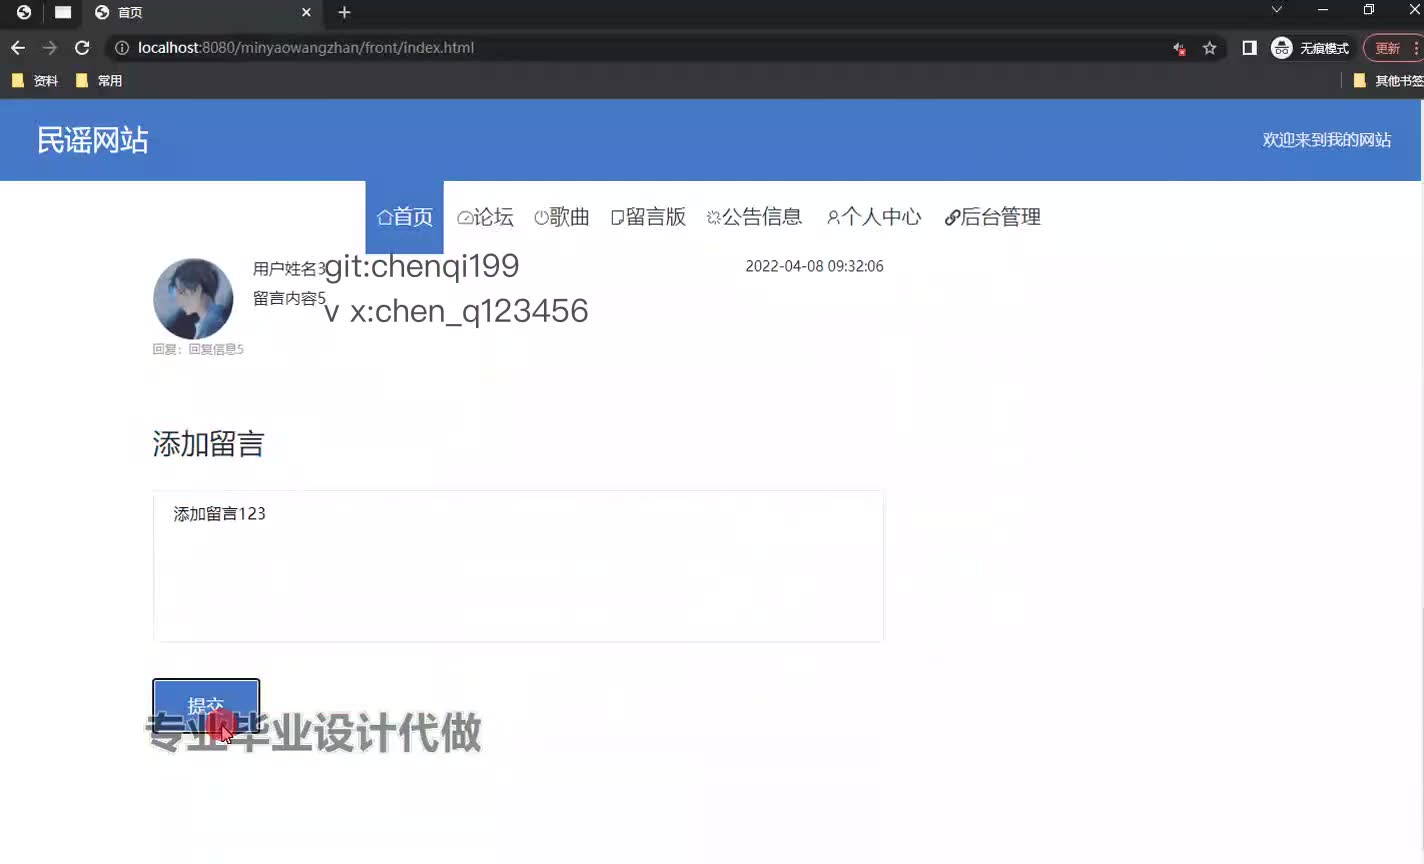 首页
localhost:8080/minyaowangzhan/front/index.html
无痕模式
更新
资料
常用
其他书签
民谣网站
欢迎来到我的网站
首页 论坛 歌曲 留言版 公告信息 个人中心 后台管理
用户姓名3
git:chenqi199
2022-04-08 09:32:06
留言内容5
v x:chen_q123456
回复：回复信息5
添加留言
添加留言123
提交
专业毕业设计代做